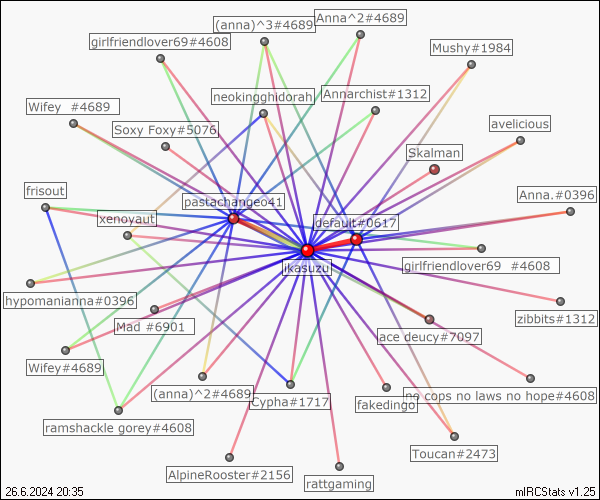 (anna)^3#4689
Anna^2#4689
girlfriendlover69#4608
Mushy#1984
neokingghidorah
Annarchist#1312
Wifey #4689
Soxy Foxy#5076
avelicious
Skalman
frisout
pastachangeo41
Anna.#0396
xenoyaut
default#0617
ikasuzu
girlfriendlover69 #4608
hypomanianna#0396
zibbits#1312
Mad #6901
ace deucy#7097
Wifey#4689
(anna)^2#4689
Cypha#1717
fakedingo
no cops no laws no hope#4608
ramshackle gorey#4608
Toucan#2473
AlpineRooster#2156
rattgaming
26.6.2024 20:35
mIRCStats v1.25